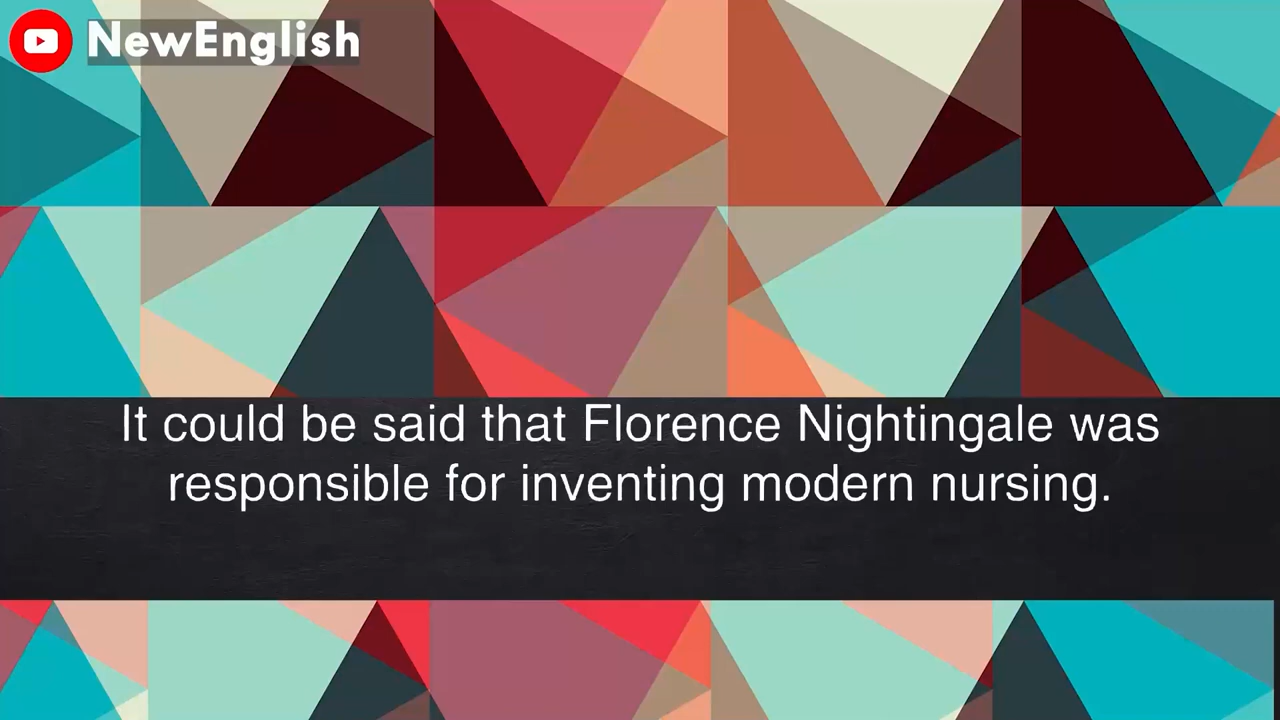 NewEnglish
It could be said that Florence Nightingale was
responsible for inventing modern nursing.